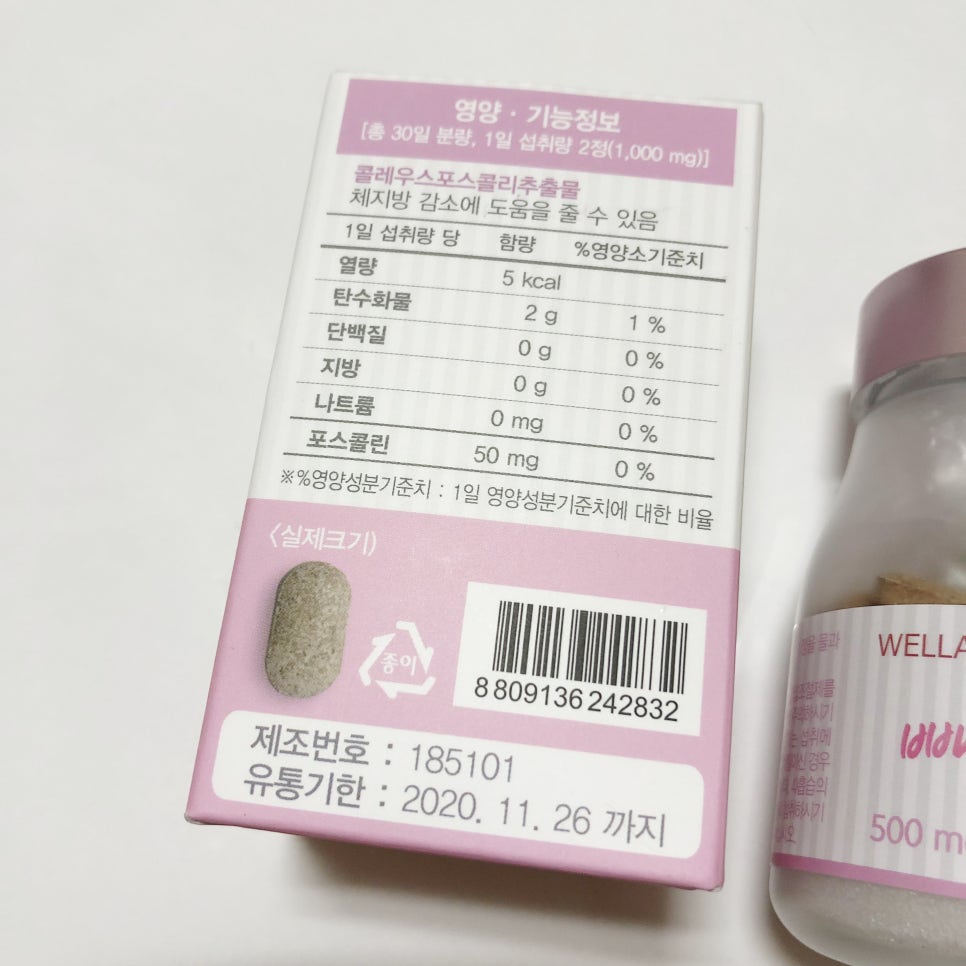 영양 · 기능정보
[총 30일 분량, 1일 섭취량 2정(1,000 mg)]
콜레우스포스콜리추출물
체지방 감소에 도움을 줄 수 있음
1일 섭취량 당 함량 %영양소기준치
열량 5 kcal
탄수화물 2 g 1 %
단백질 0 g 0 %
지방 0 g 0 %
나트륨 0 mg 0 %
포스콜린 50 mg 0 %
※%영양성분기준치 : 1일 영양성분기준치에 대한 비율
〈실제크기〉
종이
8809136242832
제조번호 : 185101
유통기한 : 2020. 11. 26 까지
WELLA
500 m